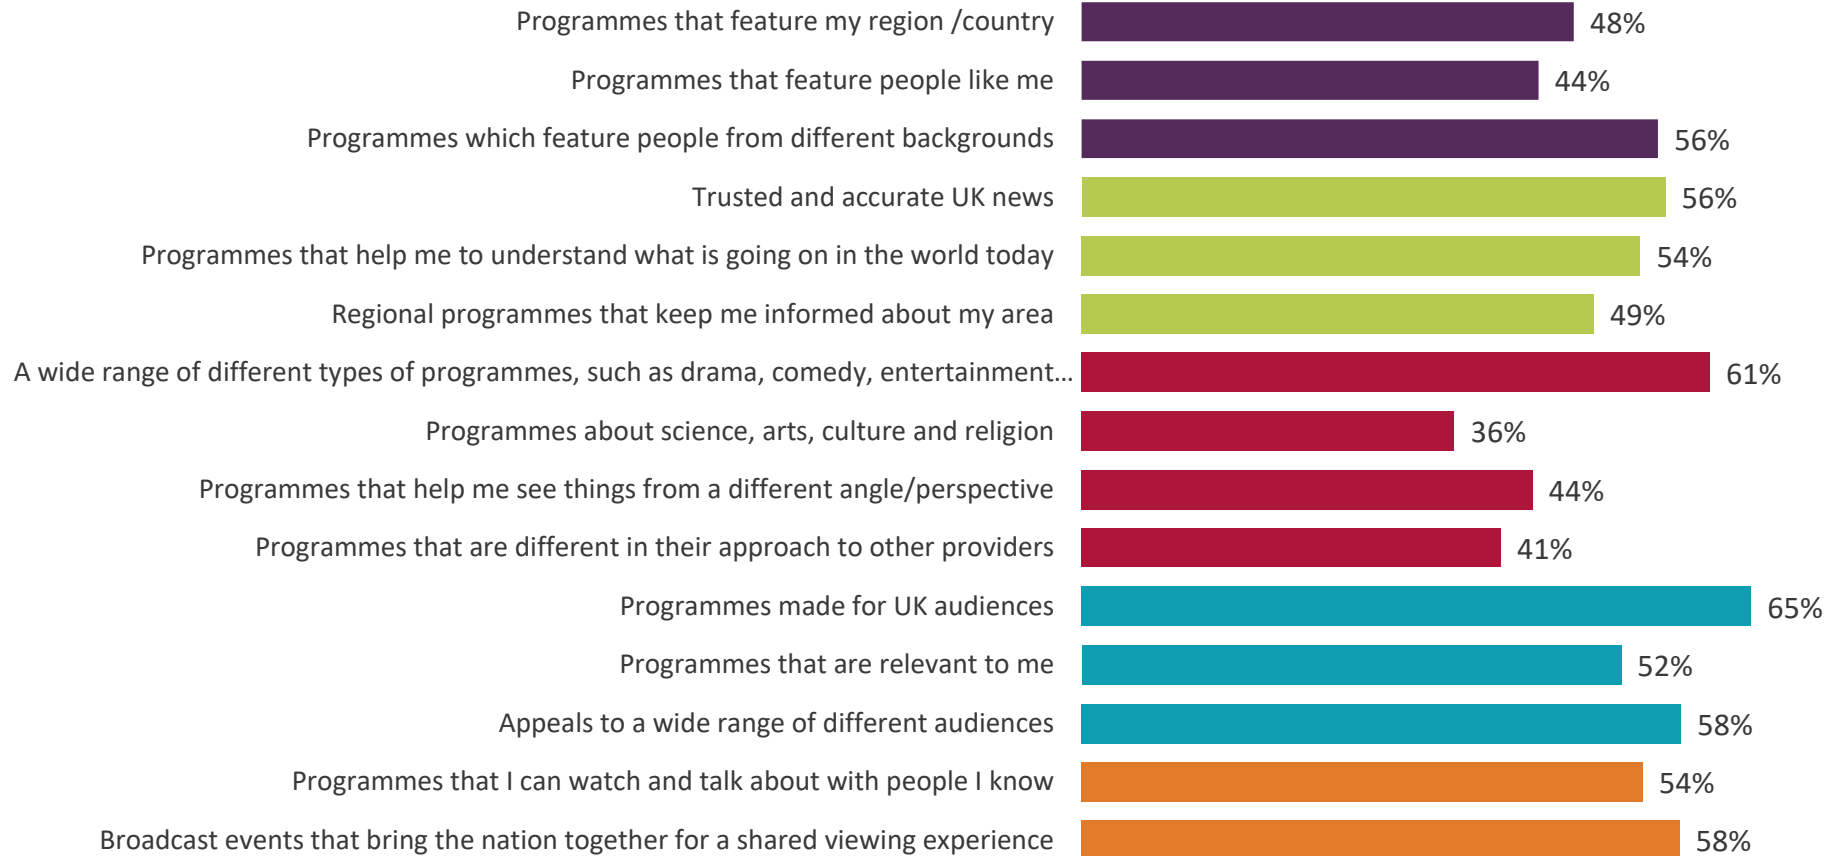 Programmes that feature my region /country 48%
Programmes that feature people like me 44%
Programmes which feature people from different backgrounds 56%
Trusted and accurate UK news 56%
Programmes that help me to understand what is going on in the world today 54%
Regional programmes that keep me informed about my area 49%
A wide range of different types of programmes, such as drama, comedy, entertainment... 61%
Programmes about science, arts, culture and religion 36%
Programmes that help me see things from a different angle/perspective 44%
Programmes that are different in their approach to other providers 41%
Programmes made for UK audiences 65%
Programmes that are relevant to me 52%
Appeals to a wide range of different audiences 58%
Programmes that I can watch and talk about with people I know 54%
Broadcast events that bring the nation together for a shared viewing experience 58%